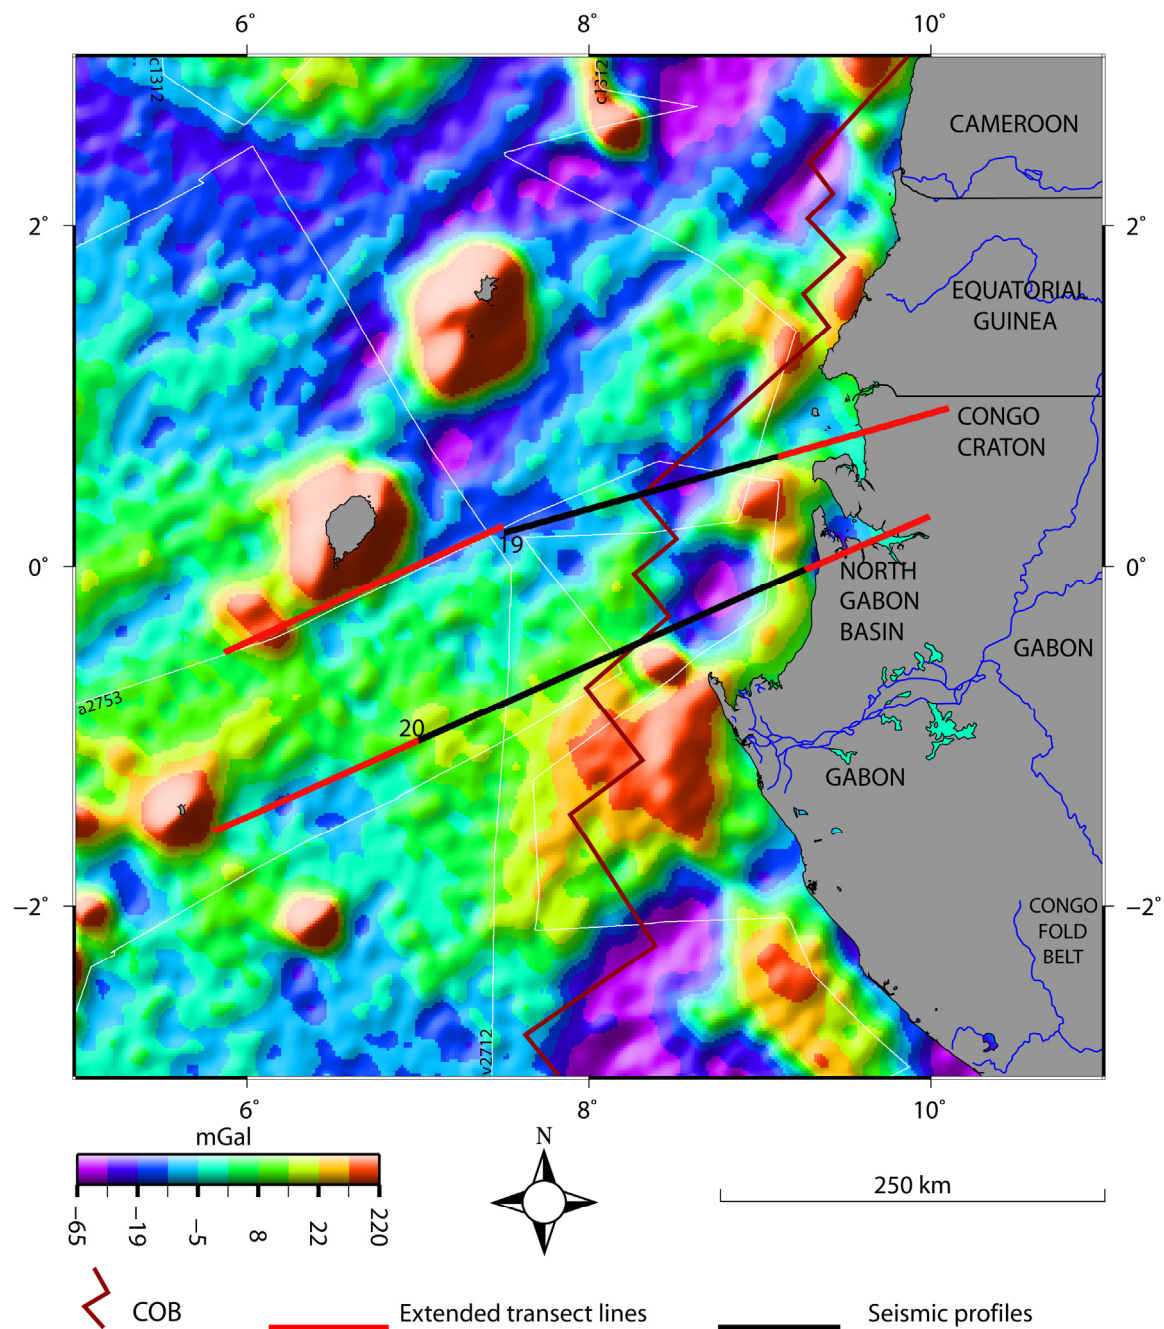 6°
8°
10°
c1312
c1312
CAMEROON
2°
2°
EQUATORIAL
GUINEA
CONGO
CRATON
19
0°
0°
NORTH
GABON
BASIN
GABON
a2753
20
GABON
−2°
−2°
CONGO
FOLD
BELT
v2712
6°
8°
10°
mGal
N
250 km
−65
−19
−5
8
22
220
COB
Extended transect lines
Seismic profiles